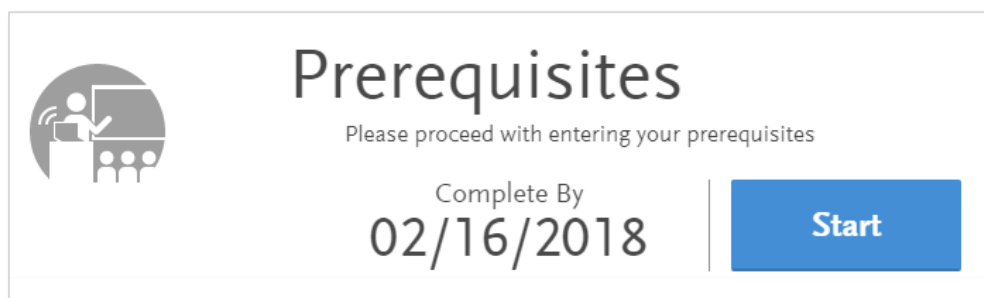 Prerequisites
Please proceed with entering your prerequisites
Complete By
02/16/2018
Start